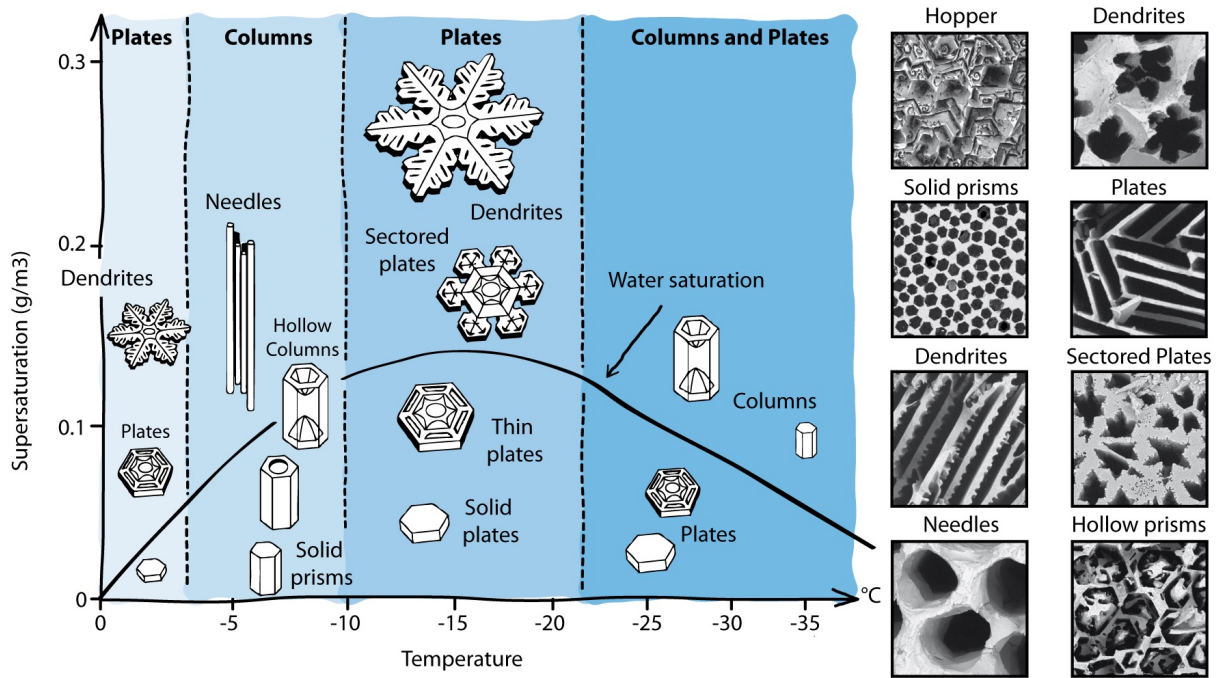 Plates
Columns
Plates
Columns and Plates
0.3
Needles
Dendrites
0.2
Sectored
plates
Dendrites
Water saturation
Hollow
Columns
Columns
0.1
Plates
Thin
plates
Solid
plates
Plates
Solid
prisms
0
°C
0
-5
-10
-15
-20
-25
-30
-35
Temperature
Supersaturation (g/m3)
Hopper
Dendrites
Solid prisms
Plates
Dendrites
Sectored Plates
Needles
Hollow prisms